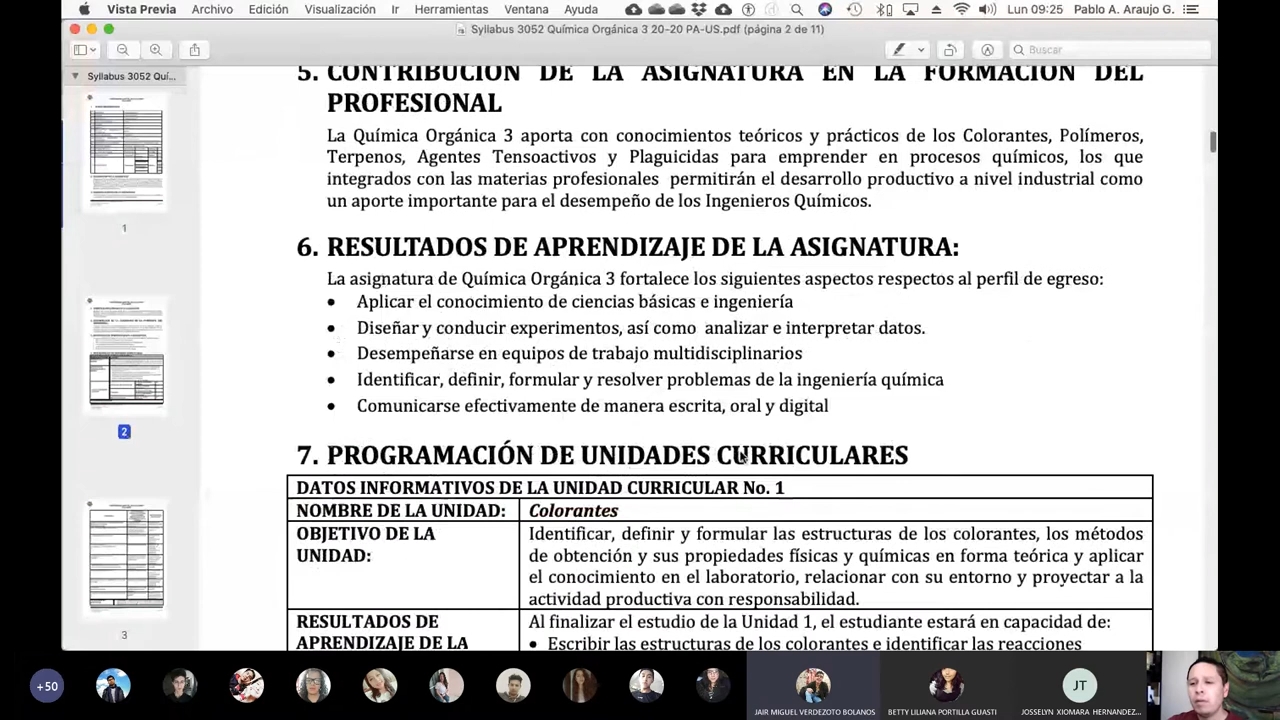 Vista Previa Archivo Edición Visualización Ir Herramientas Ventana Ayuda Lun 09:25 Pablo A. Araujo G.
Syllabus 3052 Química Orgánica 3 20-20 PA-US.pdf (página 2 de 11)
Buscar
Syllabus 3052 Quí...
1
2
3
5. CONTRIBUCIÓN DE LA ASIGNATURA EN LA FORMACIÓN DEL
PROFESIONAL
La Química Orgánica 3 aporta con conocimientos teóricos y prácticos de los Colorantes, Polímeros,
Terpenos, Agentes Tensoactivos y Plaguicidas para emprender en procesos químicos, los que
integrados con las materias profesionales permitirán el desarrollo productivo a nivel industrial como
un aporte importante para el desempeño de los Ingenieros Químicos.
6. RESULTADOS DE APRENDIZAJE DE LA ASIGNATURA:
La asignatura de Química Orgánica 3 fortalece los siguientes aspectos respectos al perfil de egreso:
• Aplicar el conocimiento de ciencias básicas e ingeniería
• Diseñar y conducir experimentos, así como analizar e interpretar datos.
• Desempeñarse en equipos de trabajo multidisciplinarios
• Identificar, definir, formular y resolver problemas de la ingeniería química
• Comunicarse efectivamente de manera escrita, oral y digital
7. PROGRAMACIÓN DE UNIDADES CURRICULARES
DATOS INFORMATIVOS DE LA UNIDAD CURRICULAR No. 1
NOMBRE DE LA UNIDAD: Colorantes
OBJETIVO DE LA
UNIDAD:
Identificar, definir y formular las estructuras de los colorantes, los métodos
de obtención y sus propiedades físicas y químicas en forma teórica y aplicar
el conocimiento en el laboratorio, relacionar con su entorno y proyectar a la
actividad productiva con responsabilidad.
RESULTADOS DE
APRENDIZAJE DE LA
Al finalizar el estudio de la Unidad 1, el estudiante estará en capacidad de:
• Escribir las estructuras de los colorantes e identificar las reacciones
+50
JT
JAIR MIGUEL VERDEZOTO BOLANOS
BETTY LILIANA PORTILLA GUASTI
JOSSELYN XIOMARA HERNANDEZ...